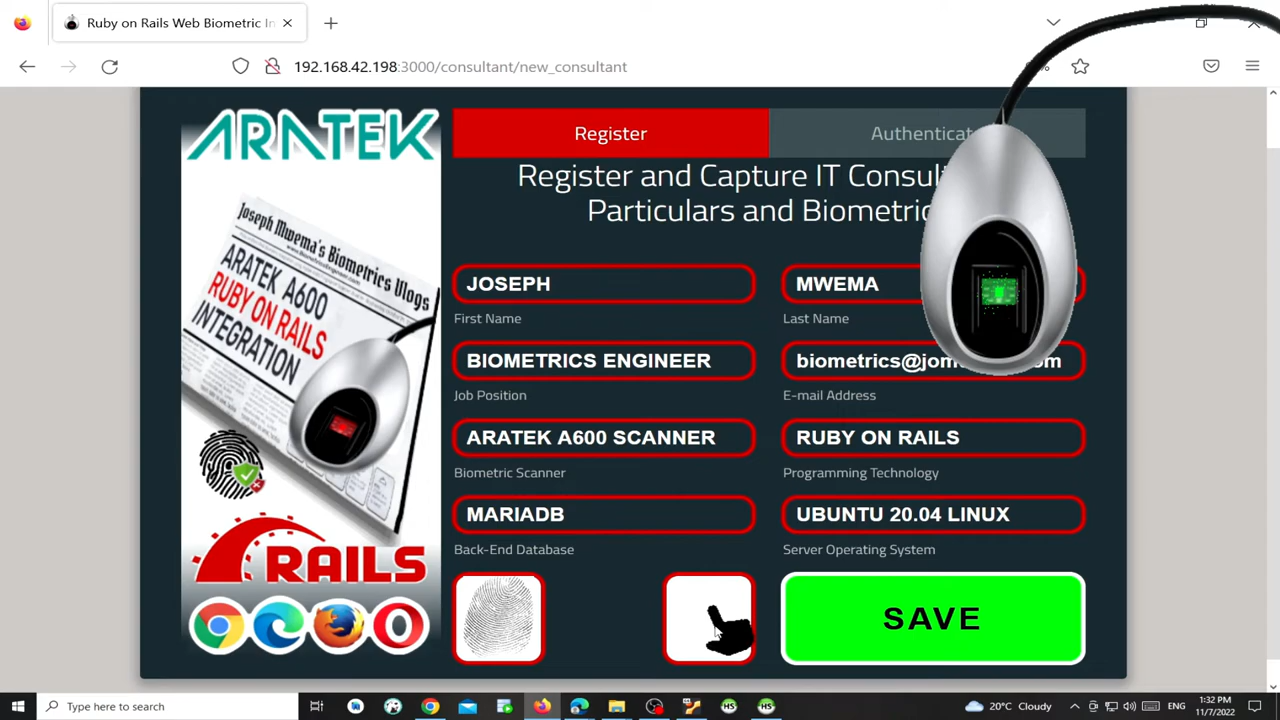 Ruby on Rails Web Biometric In
192.168.42.198:3000/consultant/new_consultant
ARATEK
Joseph Mwema's Biometrics Vlogs
ARATEK A600
RUBY ON RAILS
INTEGRATION
RAILS
Register
Authenticat
Register and Capture IT Consul
Particulars and Biometric
JOSEPH
MWEMA
First Name
Last Name
BIOMETRICS ENGINEER
biometrics@jom
Job Position
E-mail Address
ARATEK A600 SCANNER
RUBY ON RAILS
Biometric Scanner
Programming Technology
MARIADB
UBUNTU 20.04 LINUX
Back-End Database
Server Operating System
SAVE
Type here to search
HS
HS
20°C Cloudy
1:32 PM
11/7/2022